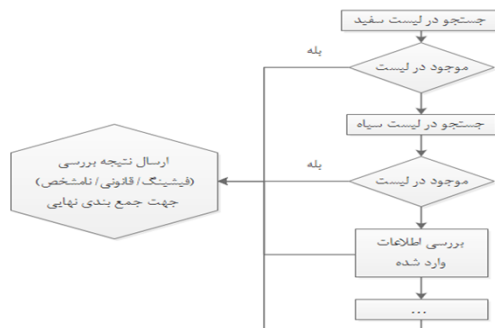 جستجو در لیست سفید
بله
موجود در لیست
جستجو در لیست سیاه
ارسال نتیجه بررسی
(فیشینگ/ قانونی/ نامشخص)
جهت جمع بندی نهایی
بله
موجود در لیست
بررسی اطلاعات
وارد شده
...